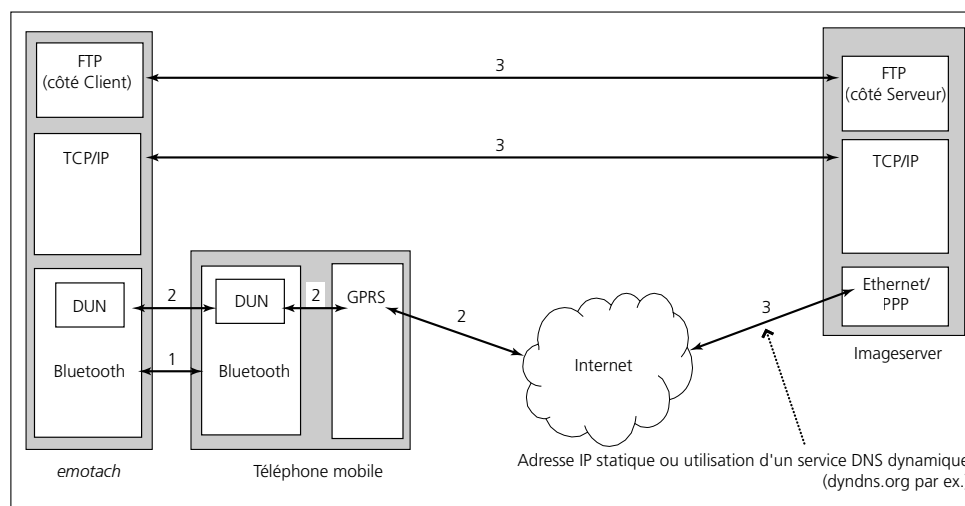 FTP
(côté Client)
3
FTP
(côté Serveur)
TCP/IP
3
TCP/IP
DUN
2
DUN
2
GPRS
2
3
Ethernet/
PPP
Bluetooth
1
Bluetooth
Internet
Imageserver
emotach
Téléphone mobile
Adresse IP statique ou utilisation d'un service DNS dynamique
(dyndns.org par ex.